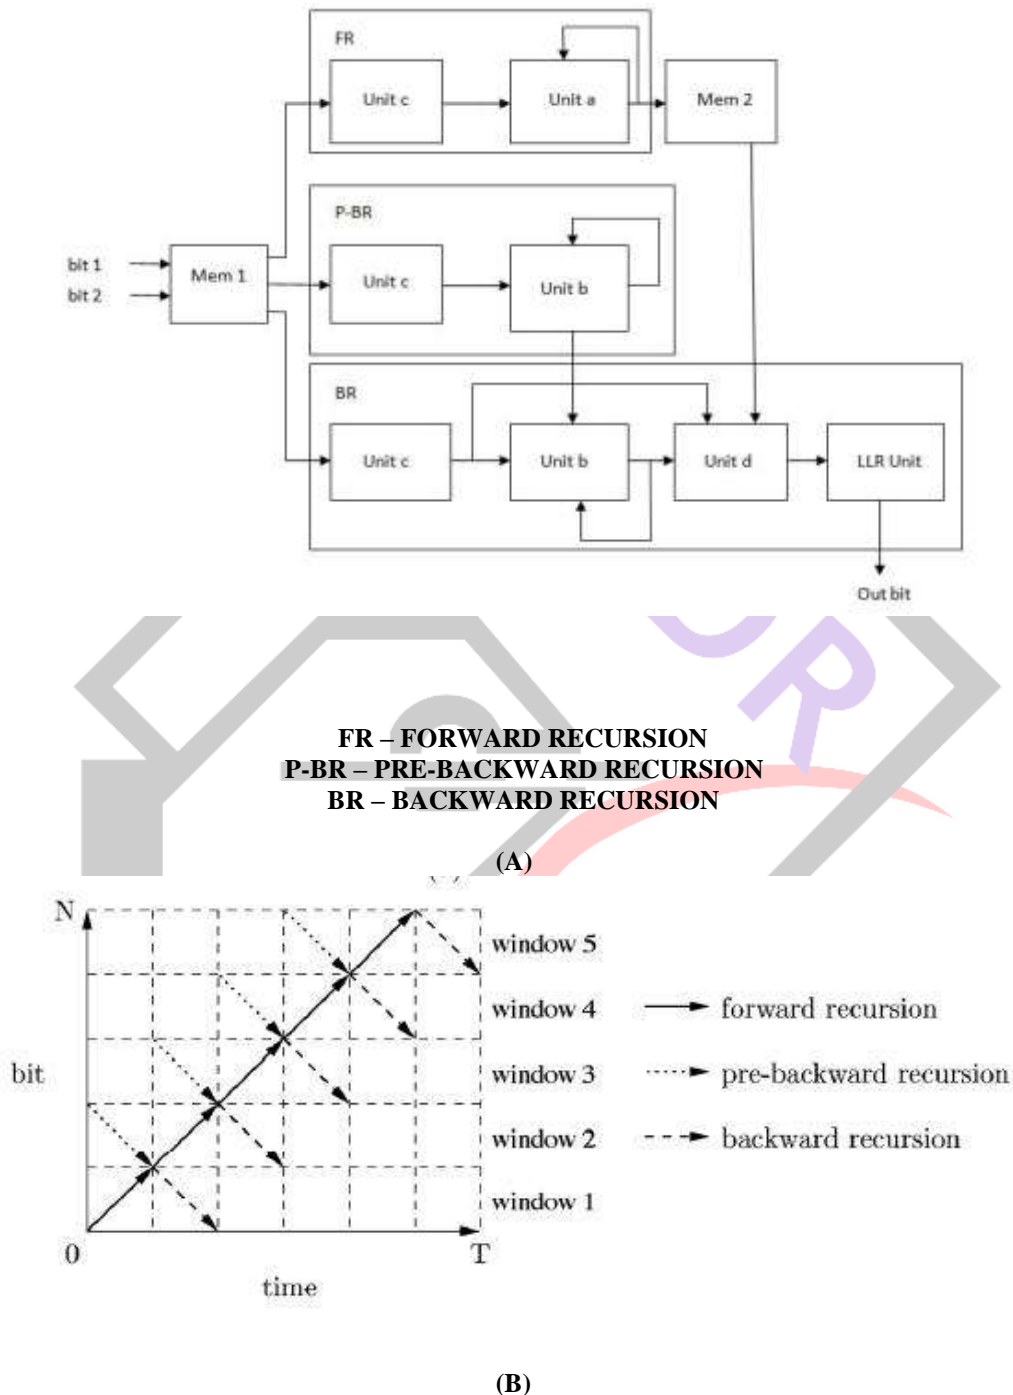 FR
Unit c
Unit a
Mem 2
P-BR
Unit c
Unit b
bit 1
bit 2
Mem 1
BR
Unit c
Unit b
Unit d
LLR Unit
Out bit
OR
FR – FORWARD RECURSION
P-BR – PRE-BACKWARD RECURSION
BR – BACKWARD RECURSION
(A)
N
window 5
window 4
forward recursion
bit
window 3
pre-backward recursion
window 2
backward recursion
window 1
0
T
time
(B)